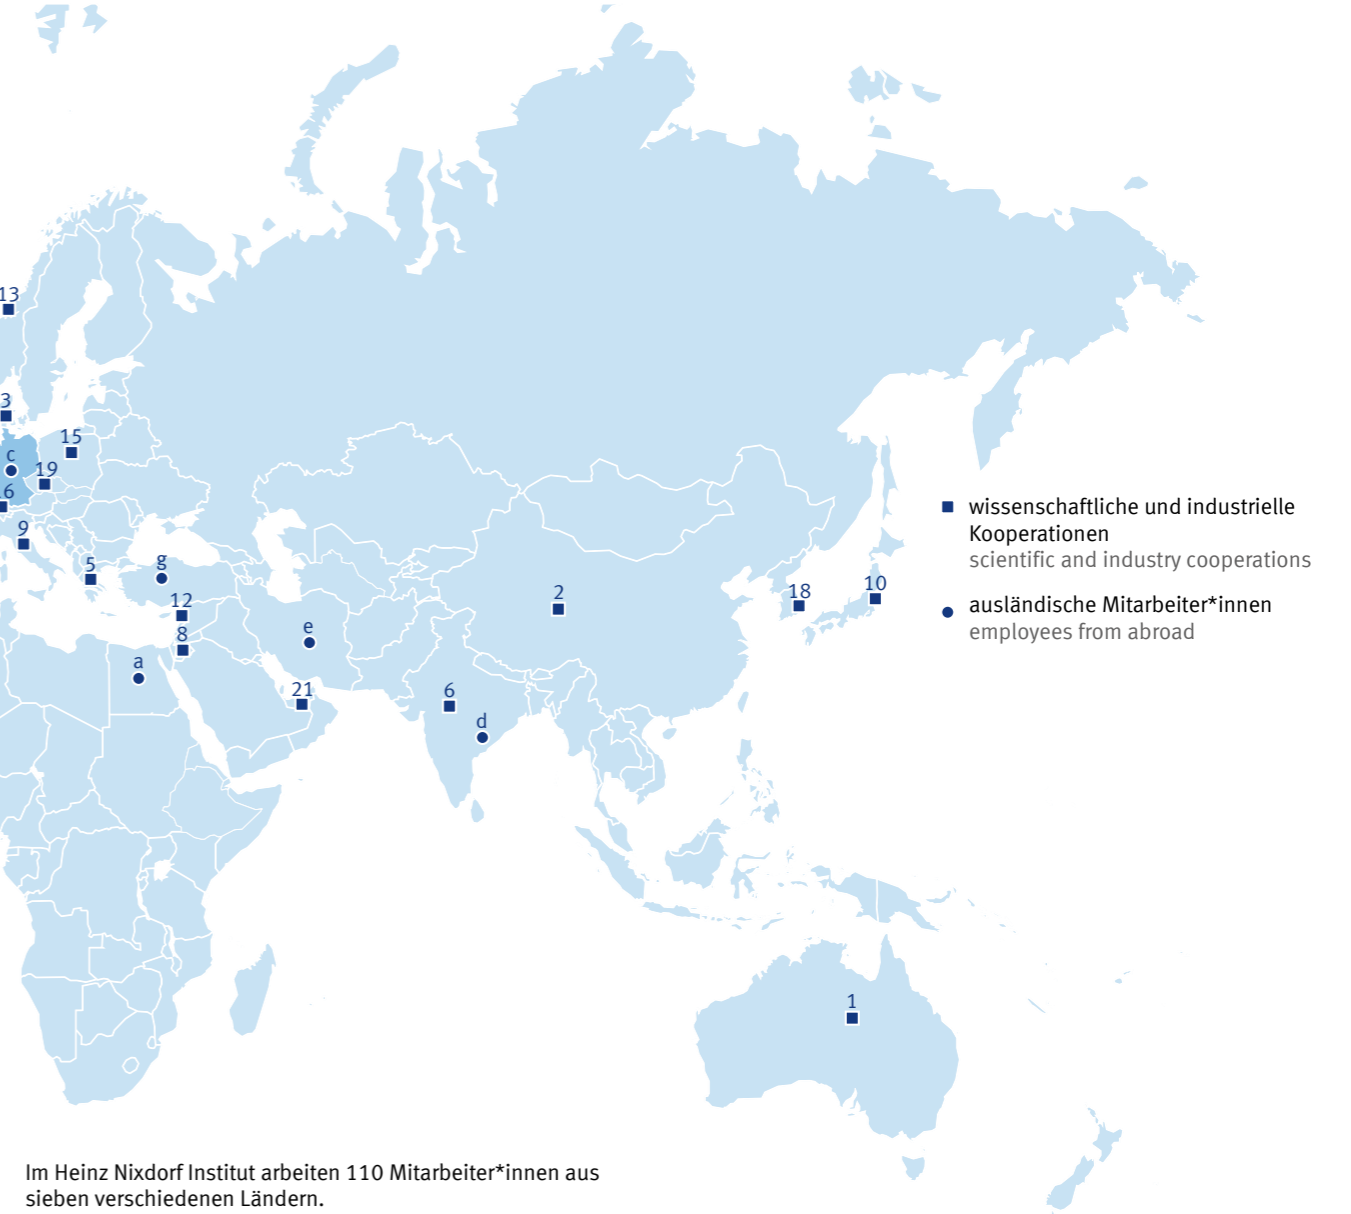 13
3
15
c
19
16
9
5
g
12
8
e
a
21
6
d
2
18
10
1
wissenschaftliche und industrielle
Kooperationen
scientific and industry cooperations
ausländische Mitarbeiter*innen
employees from abroad
Im Heinz Nixdorf Institut arbeiten 110 Mitarbeiter*innen aus
sieben verschiedenen Ländern.